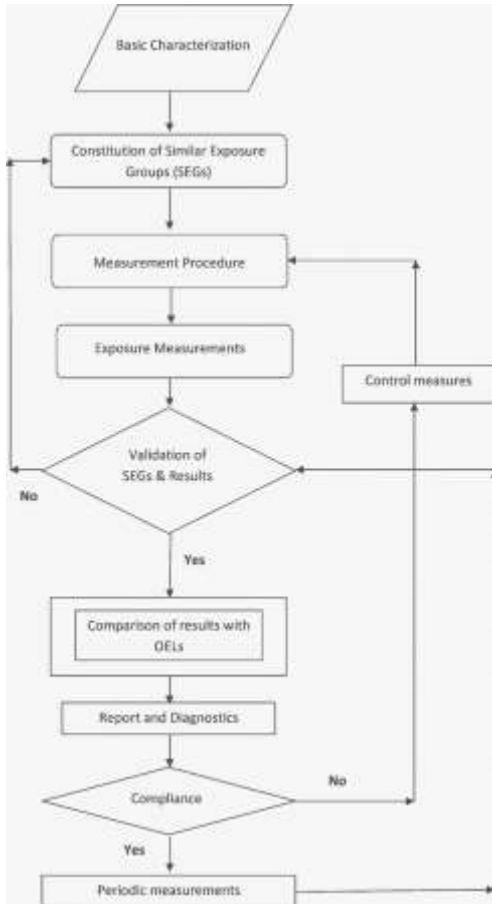 Basic Characterization
Constitution of Similar Exposure
Groups (SEGs)
Measurement Procedure
Exposure Measurements
Control measures
Validation of
SEGs & Results
No
Yes
Comparison of results with
OELs
Report and Diagnostics
No
Compliance
Yes
Periodic measurements